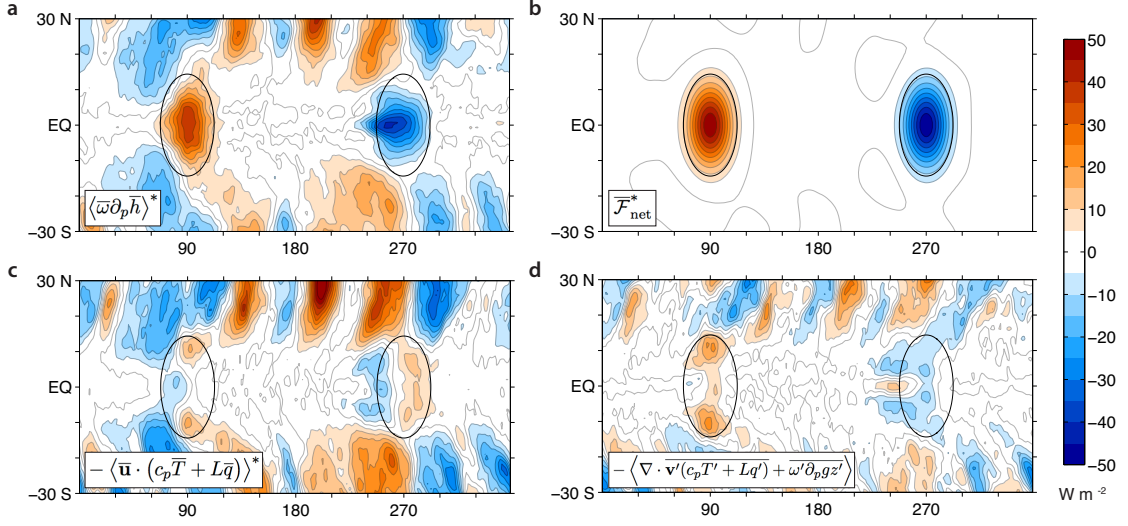 a
b
30 N
EQ
−30 S
90
180
270
⟨ω̅∂ₚh̅⟩*
30 N
EQ
−30 S
90
180
270
F̅*net
50
40
30
20
10
0
−10
−20
−30
−40
−50
W m -2
c
d
30 N
EQ
−30 S
90
180
270
− ⟨u̅ · (cₚT̅ + Lq̅)⟩*
30 N
EQ
−30 S
90
180
270
− ⟨∇ · v′(cₚT′ + Lq′) + ω′∂ₚgz′⟩